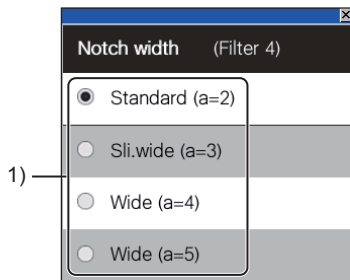 Notch width (Filter 4)
Standard (a=2)
Sli.wide (a=3)
1)
Wide (a=4)
Wide (a=5)